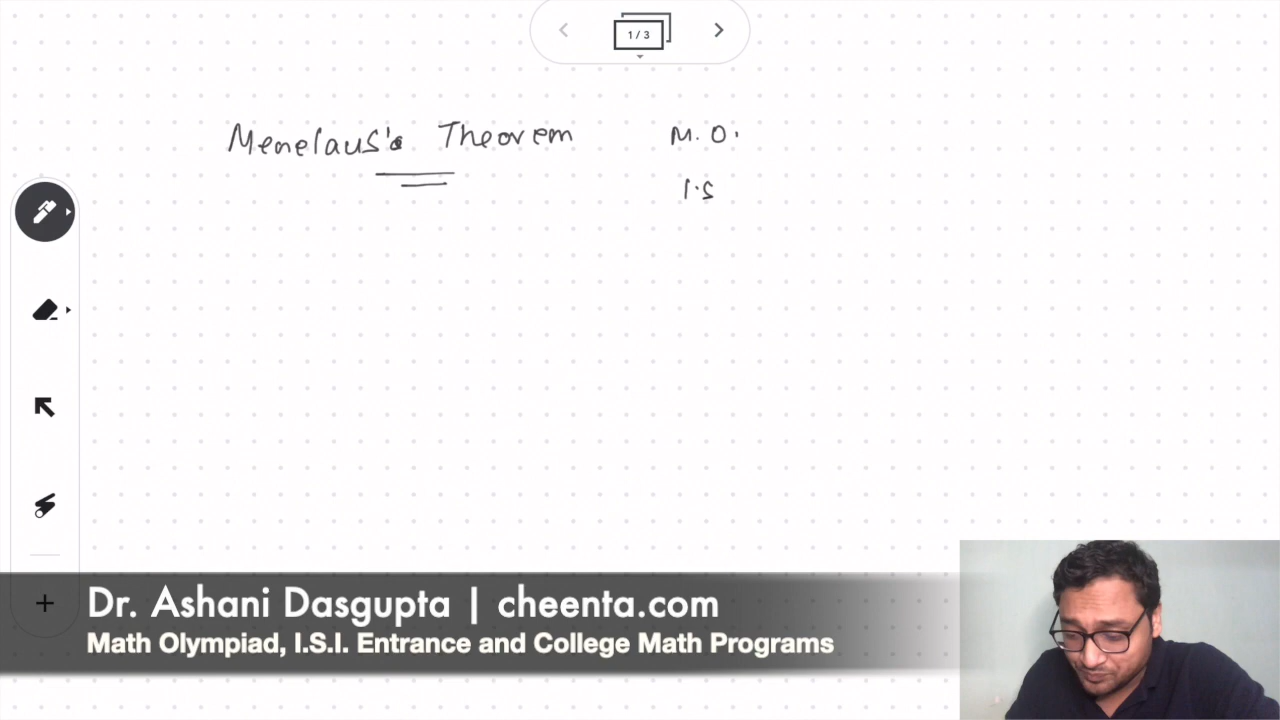 1 / 3
Menelaus's Theorem
M. O.
I.S
Dr. Ashani Dasgupta | cheenta.com
Math Olympiad, I.S.I. Entrance and College Math Programs